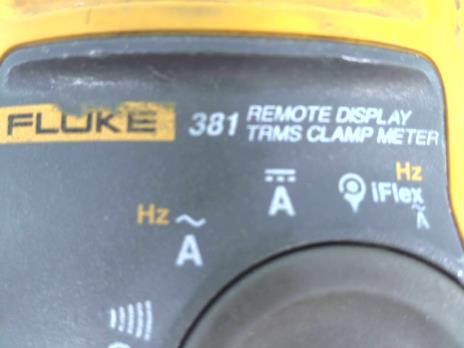 FLUKE 381 REMOTE DISPLAY
TRMS CLAMP METER
Hz
A
A
Hz
iFlex
A